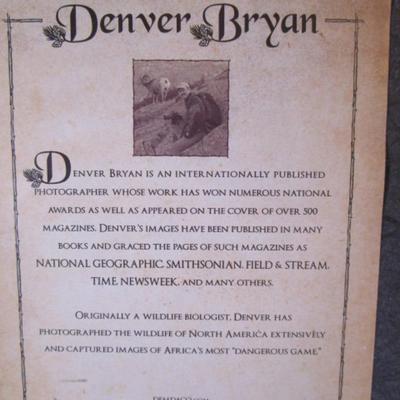 Denver Bryan
Denver Bryan is an internationally published
photographer whose work has won numerous national
awards as well as appeared on the cover of over 500
magazines. Denver's images have been published in many
books and graced the pages of such magazines as
NATIONAL GEOGRAPHIC, SMITHSONIAN, FIELD & STREAM,
TIME, NEWSWEEK, and many others.
Originally a wildlife biologist, Denver has
photographed the wildlife of North America extensively
and captured images of Africa's most "dangerous game."